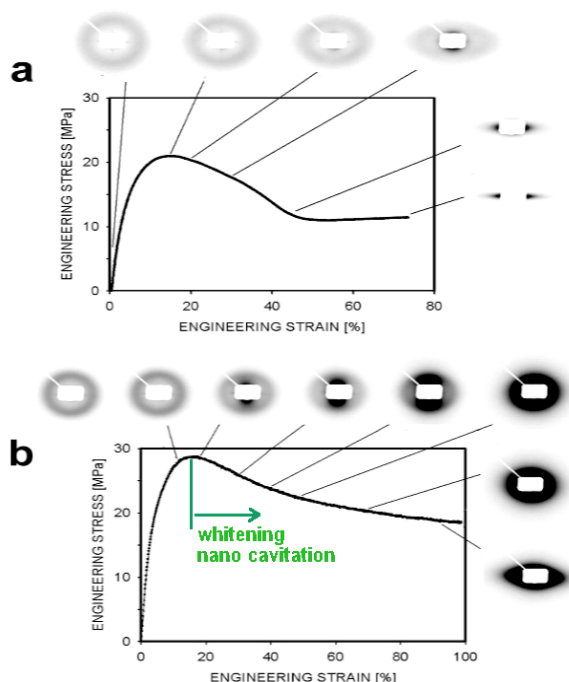 a
30
20
10
0
ENGINEERING STRESS [MPa]
0 20 40 60 80
ENGINEERING STRAIN [%]
b
30
20
10
0
ENGINEERING STRESS [MPa]
whitening
nano cavitation
0 20 40 60 80 100
ENGINEERING STRAIN [%]